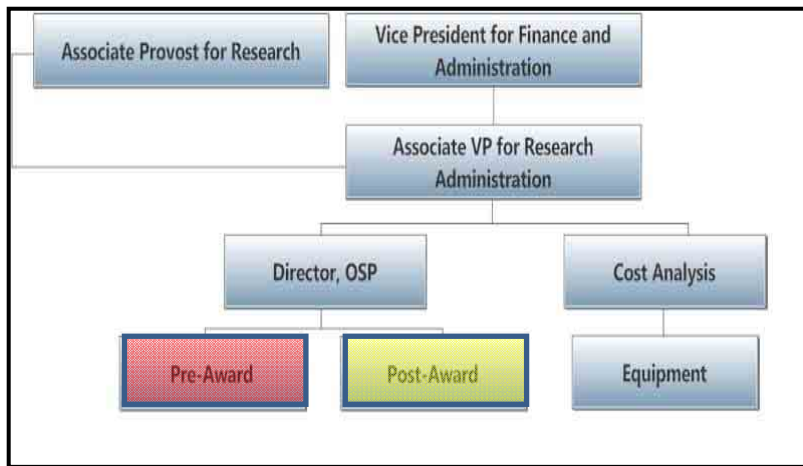 Associate Provost for Research
Vice President for Finance and
Administration
Associate VP for Research
Administration
Director, OSP
Cost Analysis
Pre-Award
Post-Award
Equipment